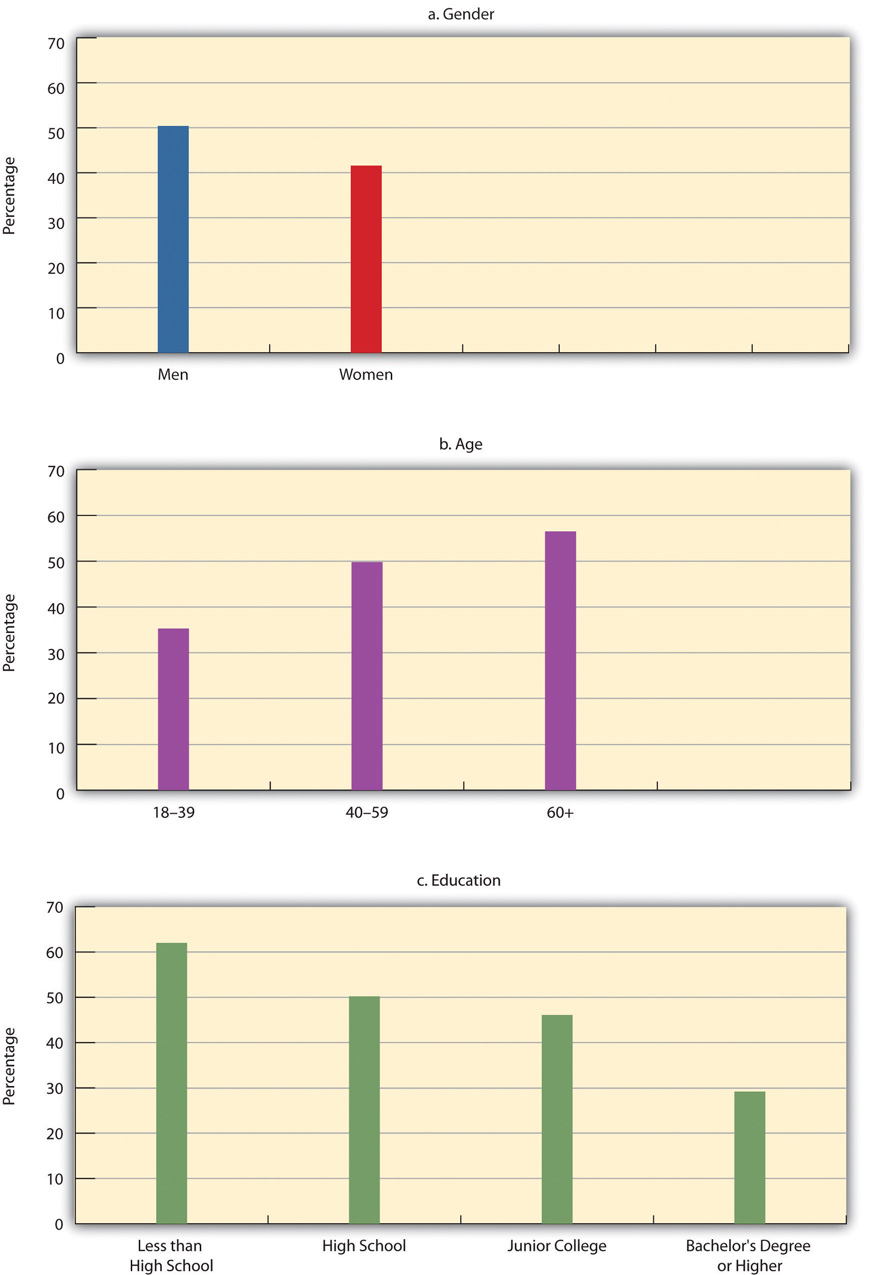 a. Gender
70
60
50
40
30
20
10
0
Percentage
Men Women
b. Age
70
60
50
40
30
20
10
0
Percentage
18–39 40–59 60+
c. Education
70
60
50
40
30
20
10
0
Percentage
Less than High School Junior College Bachelor's Degree
High School or Higher